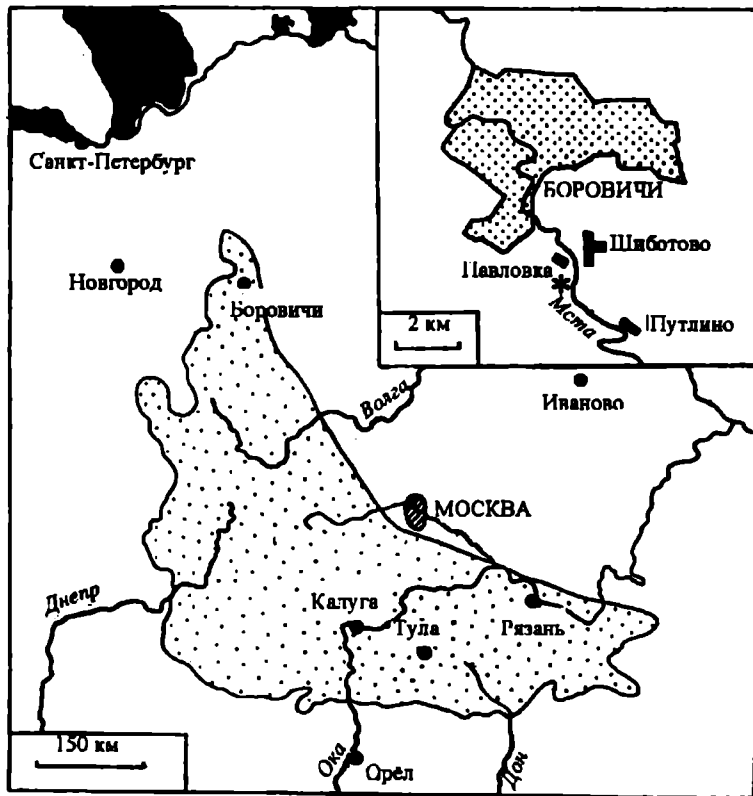 Санкт-Петербург
Новгород
Боровичи
БОРОВИЧИ
Шиботово
Павловка
Мста
Путлино
2 км
Волга
Иваново
МОСКВА
Днепр
Калуга
Тула
Рязань
150 км
Ока
Орёл
Дон